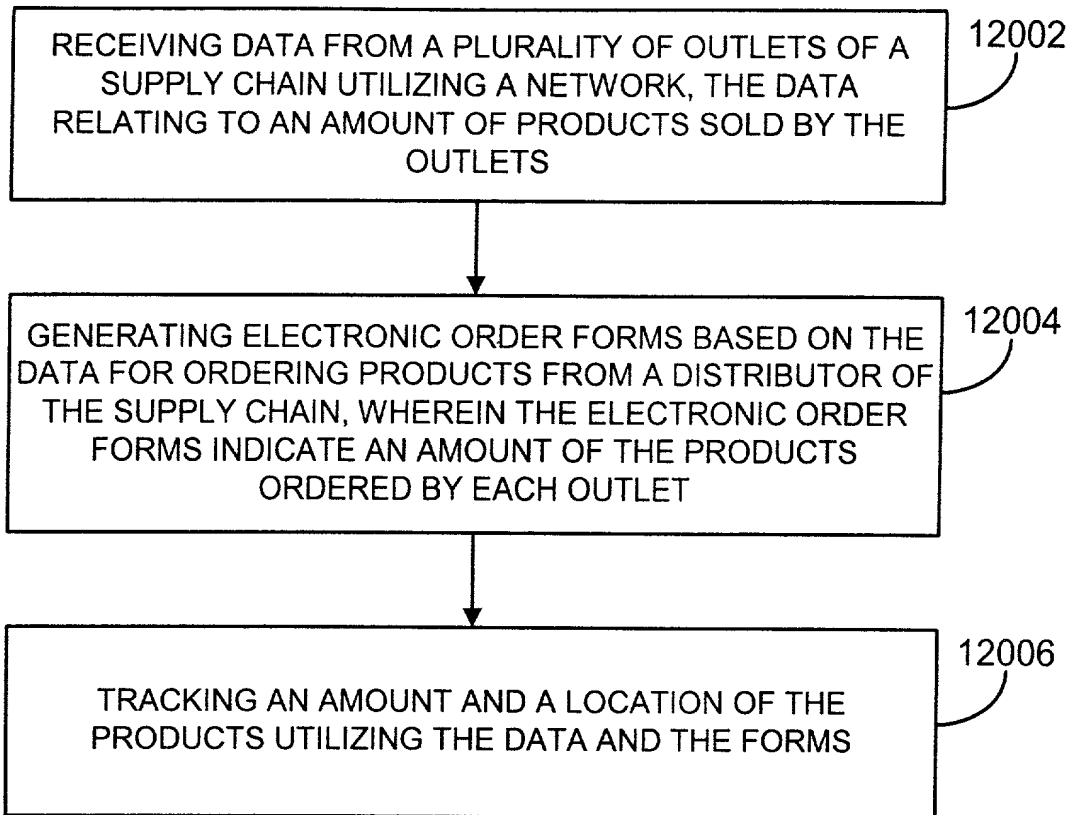 RECEIVING DATA FROM A PLURALITY OF OUTLETS OF A
SUPPLY CHAIN UTILIZING A NETWORK, THE DATA
RELATING TO AN AMOUNT OF PRODUCTS SOLD BY THE
OUTLETS
12002
GENERATING ELECTRONIC ORDER FORMS BASED ON THE
DATA FOR ORDERING PRODUCTS FROM A DISTRIBUTOR OF
THE SUPPLY CHAIN, WHEREIN THE ELECTRONIC ORDER
FORMS INDICATE AN AMOUNT OF THE PRODUCTS
ORDERED BY EACH OUTLET
12004
TRACKING AN AMOUNT AND A LOCATION OF THE
PRODUCTS UTILIZING THE DATA AND THE FORMS
12006